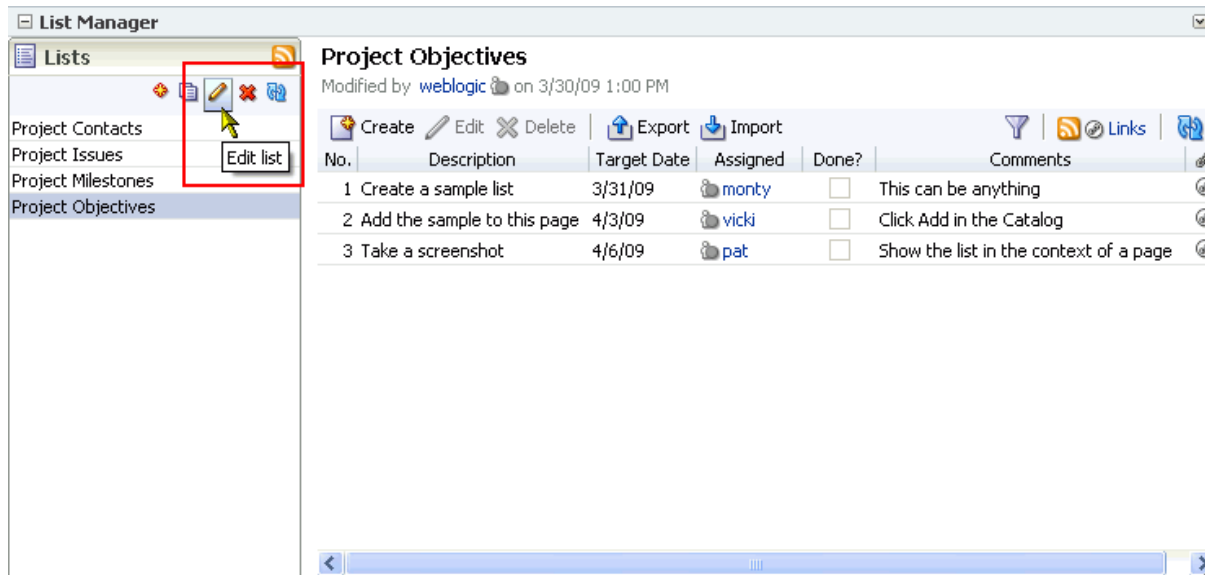 List Manager
Lists
Project Contacts
Project Issues
Edit list
Project Milestones
Project Objectives
Project Objectives
Modified by weblogic on 3/30/09 1:00 PM
Create Edit Delete Export Import Links
No. Description Target Date Assigned Done? Comments
1 Create a sample list 3/31/09 monty This can be anything
2 Add the sample to this page 4/3/09 vicki Click Add in the Catalog
3 Take a screenshot 4/6/09 pat Show the list in the context of a page